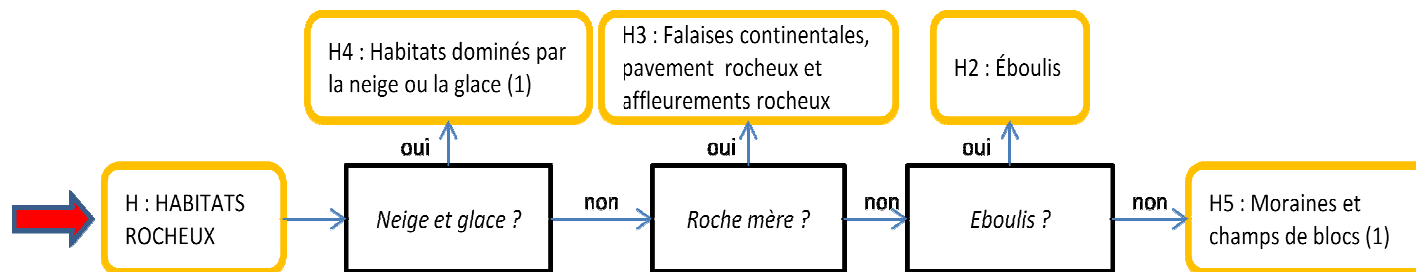 H4 : Habitats dominés par
la neige ou la glace (1)
H3 : Falaises continentales,
pavement rocheux et
affleurements rocheux
H2 : Éboulis
oui
oui
oui
H : HABITATS
ROCHEUX
Neige et glace ?
non
Roche mère ?
non
Eboulis ?
non
H5 : Moraines et
champs de blocs (1)